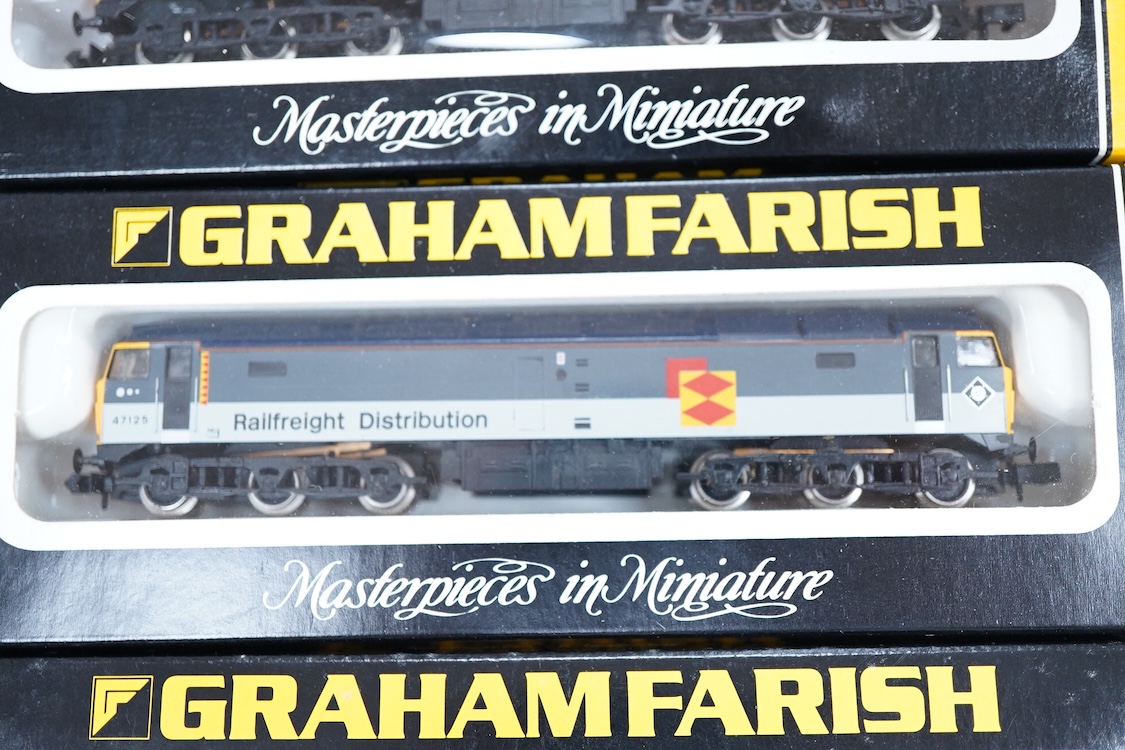 Masterpieces in Miniature
GRAHAM FARISH
47125
Railfreight Distribution
Masterpieces in Miniature
GRAHAM FARISH